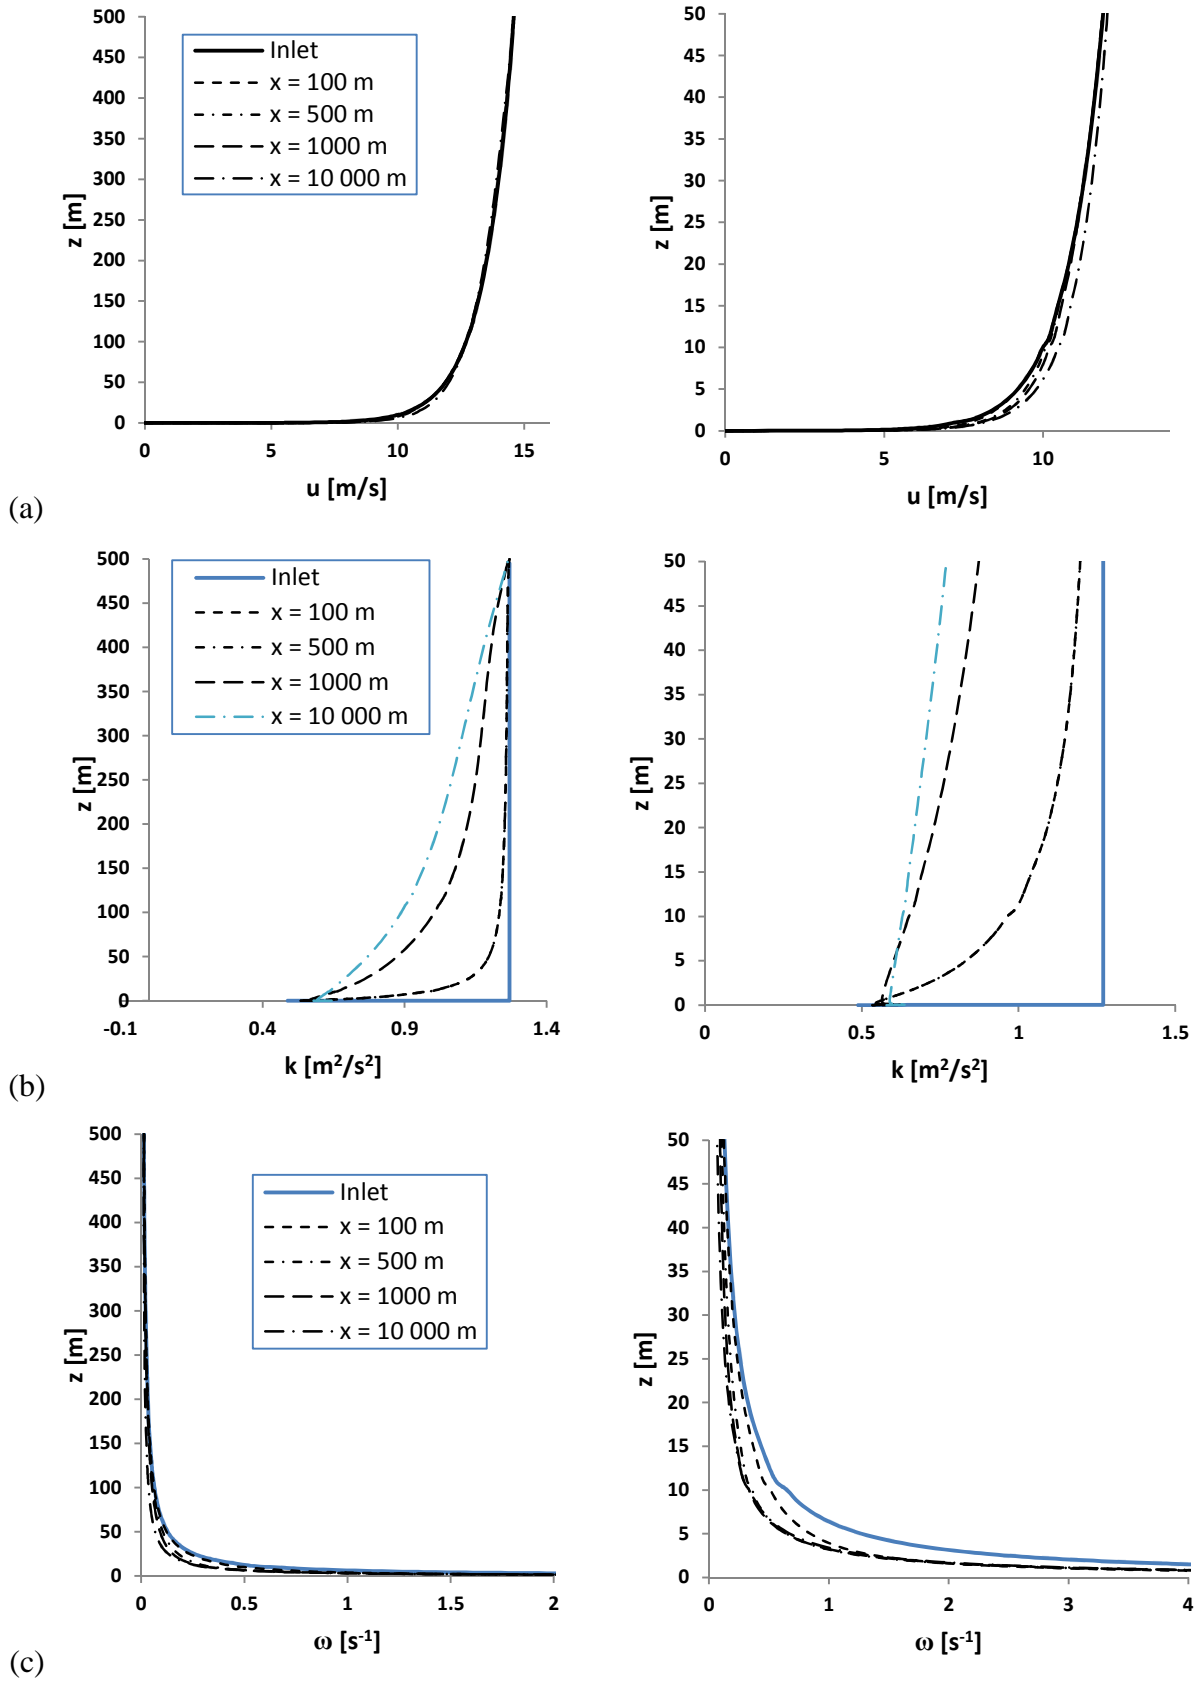 500
450
400
350
300
250
200
150
100
50
0
z [m]
Inlet
x = 100 m
x = 500 m
x = 1000 m
x = 10 000 m
0 5 10 15
u [m/s]
50
45
40
35
30
25
20
15
10
5
0
z [m]
0 5 10
u [m/s]
(a)
500
450
400
350
300
250
200
150
100
50
0
z [m]
Inlet
x = 100 m
x = 500 m
x = 1000 m
x = 10 000 m
-0.1 0.4 0.9 1.4
k [m²/s²]
50
45
40
35
30
25
20
15
10
5
0
z [m]
0 0.5 1 1.5
k [m²/s²]
(b)
500
450
400
350
300
250
200
150
100
50
0
z [m]
Inlet
x = 100 m
x = 500 m
x = 1000 m
x = 10 000 m
0 0.5 1 1.5 2
ω [s⁻¹]
50
45
40
35
30
25
20
15
10
5
0
z [m]
0 1 2 3 4
ω [s⁻¹]
(c)